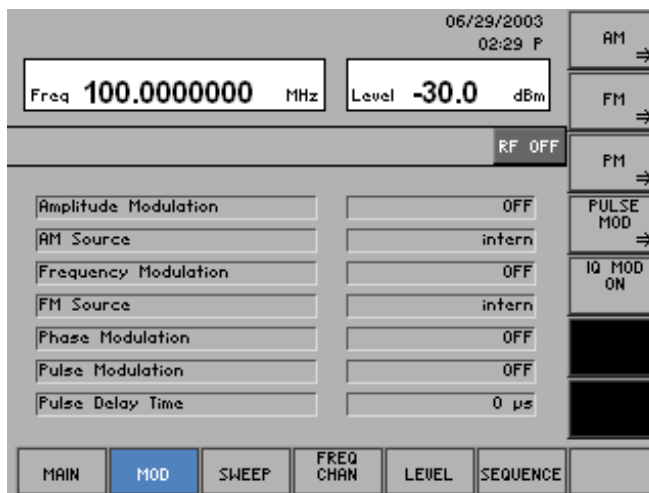 06/29/2003
02:29 P
Freq 100.0000000 MHz
Level -30.0 dBm
RF OFF
Amplitude Modulation OFF
AM Source intern
Frequency Modulation OFF
FM Source intern
Phase Modulation OFF
Pulse Modulation OFF
Pulse Delay Time 0 µs
AM ⇒
FM ⇒
PM ⇒
PULSE
MOD ⇒
IQ MOD
ON
MAIN
MOD
SWEEP
FREQ
CHAN
LEVEL
SEQUENCE